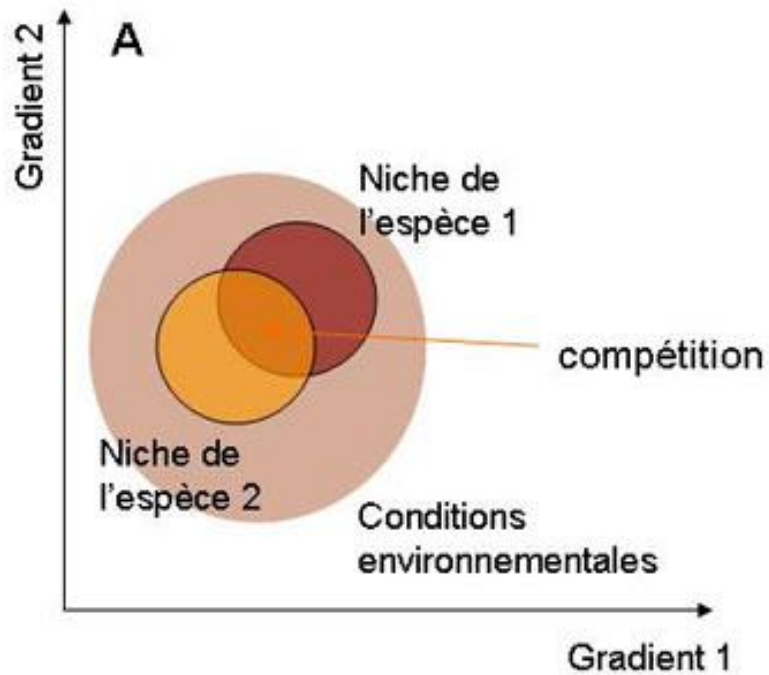 A
Gradient 2
Niche de
l'espèce 1
compétition
Niche de
l'espèce 2
Conditions
environnementales
Gradient 1